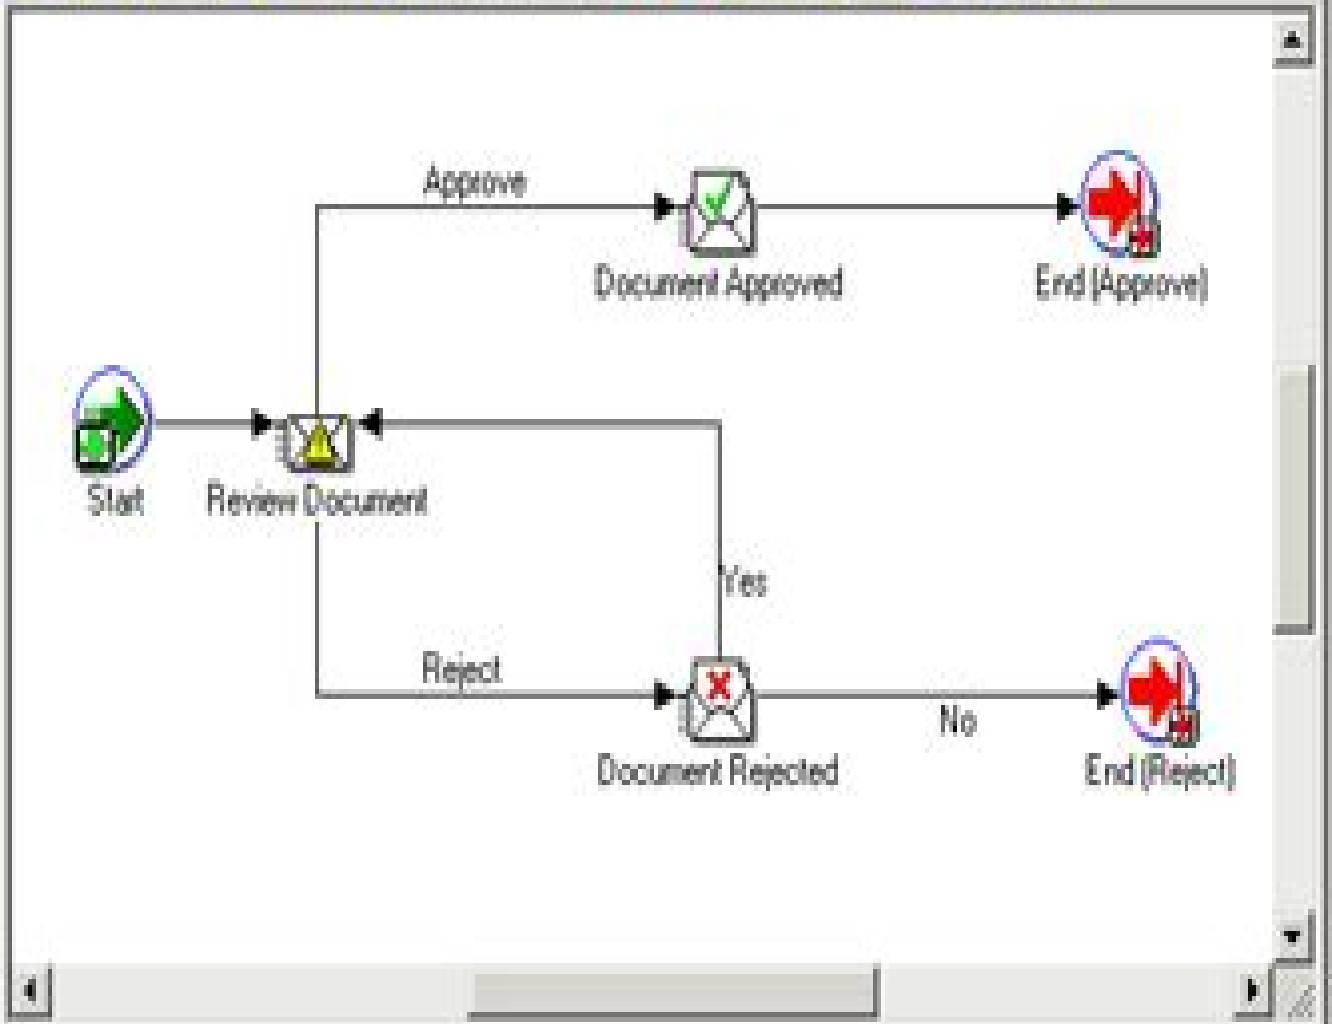 Approve
Document Approved
End (Approve)
Start
Review Document
Yes
Reject
No
Document Rejected
End (Reject)